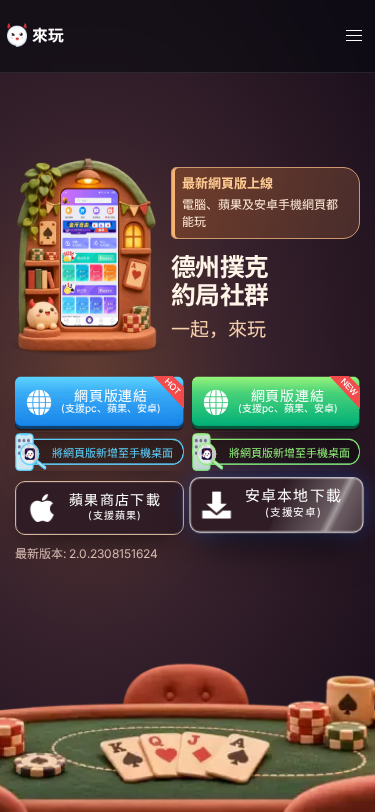 來玩
最新網頁版上線
電腦、蘋果及安卓手機網頁都
能玩
德州撲克
約局社群
一起，來玩
網頁版連結
(支援pc、蘋果、安卓)
HOT
網頁版連結
(支援pc、蘋果、安卓)
NEW
將網頁版新增至手機桌面
將網頁版新增至手機桌面
蘋果商店下載
(支援蘋果)
安卓本地下載
(支援安卓)
最新版本: 2.0.2308151624
K
Q
J
A